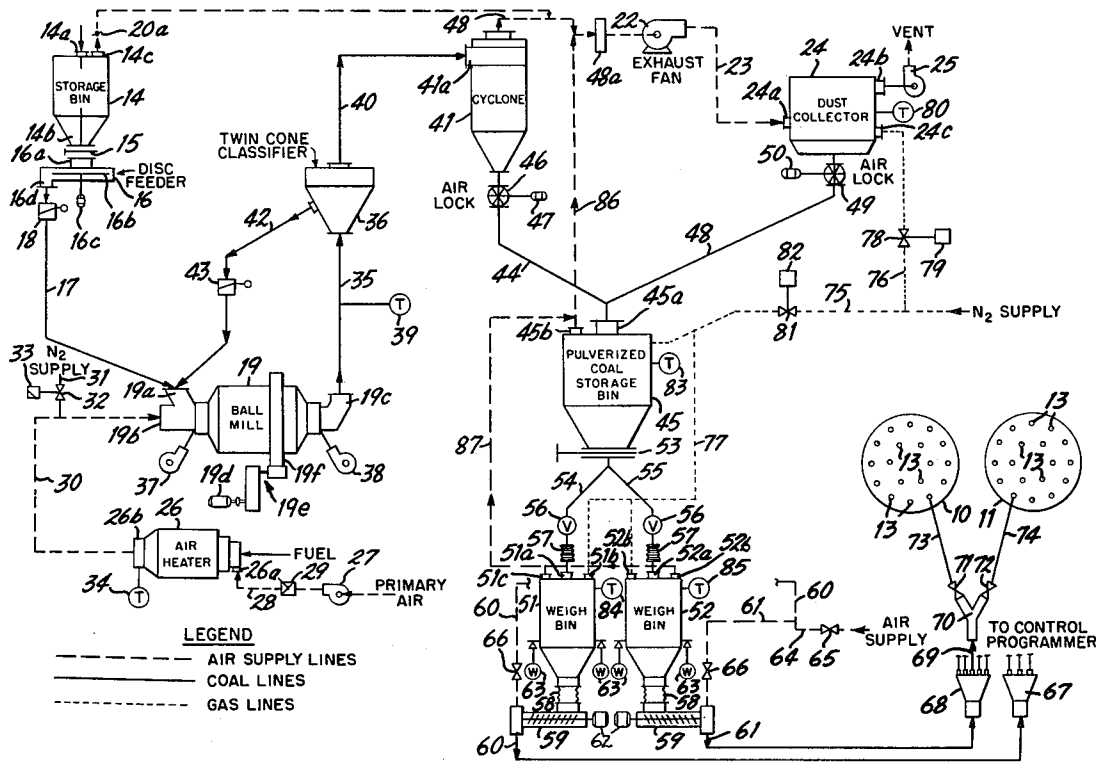 48
20a
14a
14c
STORAGE
BIN
14
14b
15
16a
DISC
FEEDER
16d
16
16b
16c
18
17
TWIN CONE
CLASSIFIER
40
41a
CYCLONE
41
36
42
43
35
T
39
AIR
LOCK
46
47
44
86
48a
22
EXHAUST
FAN
23
24
24a
DUST
COLLECTOR
VENT
24b
25
T
80
24c
50
AIR
LOCK
49
48
78
79
76
82
75
81
N2 SUPPLY
45a
45b
PULVERIZED
COAL
STORAGE
BIN
T
83
45
53
77
87
54
55
V
56
V
56
57
57
51a
51b
52b
52a
52b
51c
N2
SUPPLY
33
31
32
19a
19
BALL
MILL
19b
19c
37
38
19d
19e
19f
30
26b
26
AIR
HEATER
FUEL
26a
29
27
28
PRIMARY
AIR
T
34
LEGEND
AIR SUPPLY LINES
COAL LINES
GAS LINES
60
51
WEIGH
BIN
T
84
WEIGH
BIN
52
T
85
66
66
W
W
W
W
63
63
63
58
58
59
59
62
60
61
61
60
64
65
AIR
SUPPLY
13
13
13
13
13
10
11
73
74
71
72
70
69
TO CONTROL
PROGRAMMER
68
67